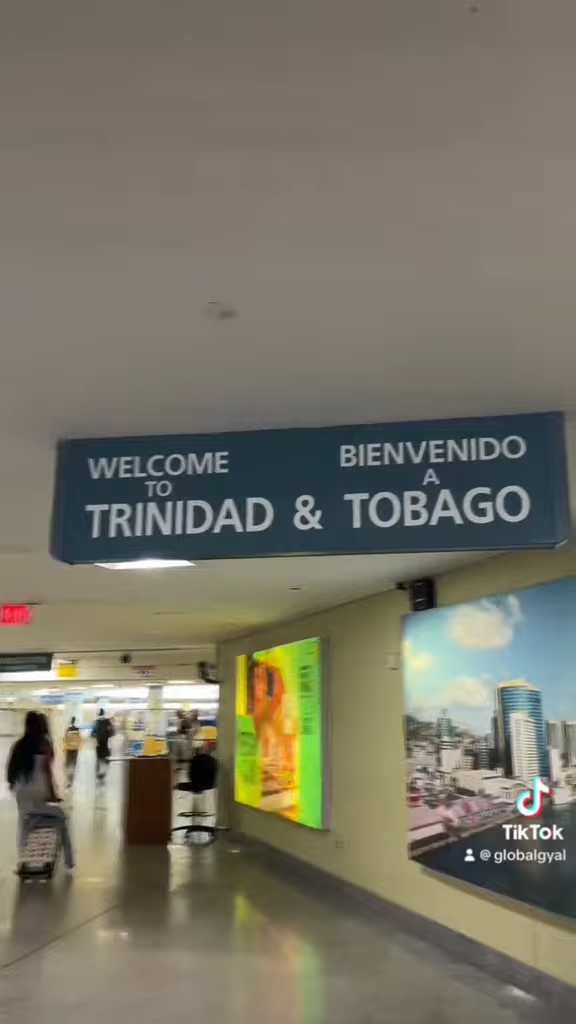 WELCOME
TO
BIENVENIDO
A
TRINIDAD & TOBAGO
TikTok
@globalgyal